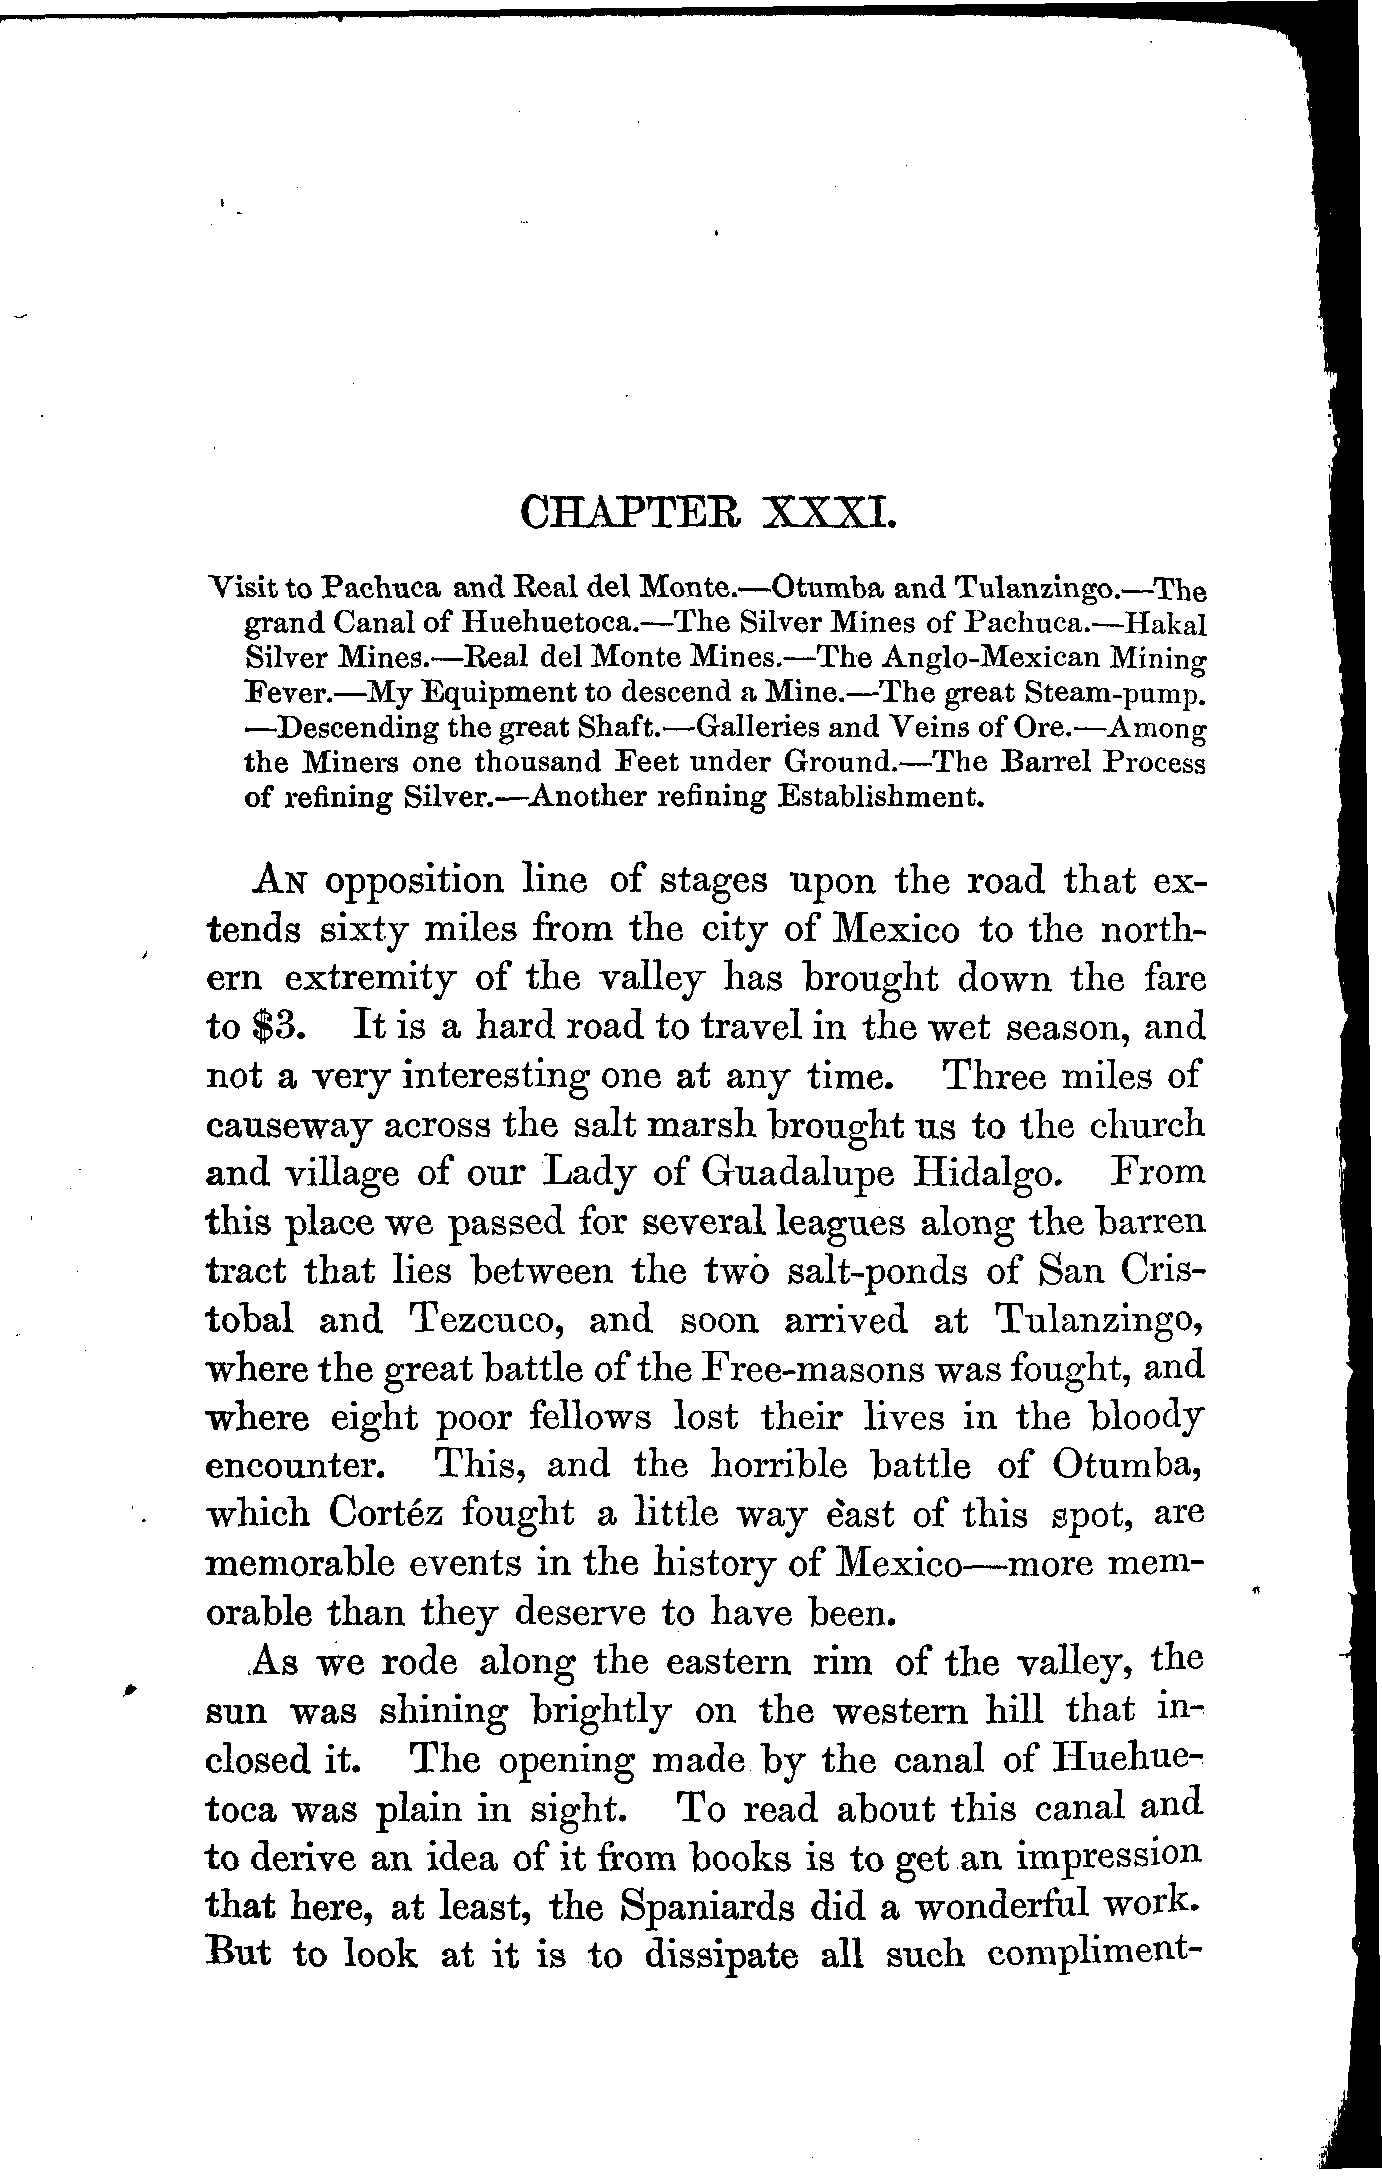 CHAPTER XXXI.
Visit to Pachuca and Real del Monte.—Otumba and Tulanzingo.—The
grand Canal of Huehuetoca.—The Silver Mines of Pachuca.—Hakal
Silver Mines.—Real del Monte Mines.—The Anglo-Mexican Mining
Fever.—My Equipment to descend a Mine.—The great Steam-pump.
—Descending the great Shaft.—Galleries and Veins of Ore.—Among
the Miners one thousand Feet under Ground.—The Barrel Process
of refining Silver.—Another refining Establishment.
AN opposition line of stages upon the road that ex-
tends sixty miles from the city of Mexico to the north-
ern extremity of the valley has brought down the fare
to $3. It is a hard road to travel in the wet season, and
not a very interesting one at any time. Three miles of
causeway across the salt marsh brought us to the church
and village of our Lady of Guadalupe Hidalgo. From
this place we passed for several leagues along the barren
tract that lies between the two salt-ponds of San Cris-
tobal and Tezcuco, and soon arrived at Tulanzingo,
where the great battle of the Free-masons was fought, and
where eight poor fellows lost their lives in the bloody
encounter. This, and the horrible battle of Otumba,
which Cortéz fought a little way east of this spot, are
memorable events in the history of Mexico—more mem-
orable than they deserve to have been.
As we rode along the eastern rim of the valley, the
sun was shining brightly on the western hill that in-
closed it. The opening made by the canal of Huehue-
toca was plain in sight. To read about this canal and
to derive an idea of it from books is to get an impression
that here, at least, the Spaniards did a wonderful work.
But to look at it is to dissipate all such compliment-